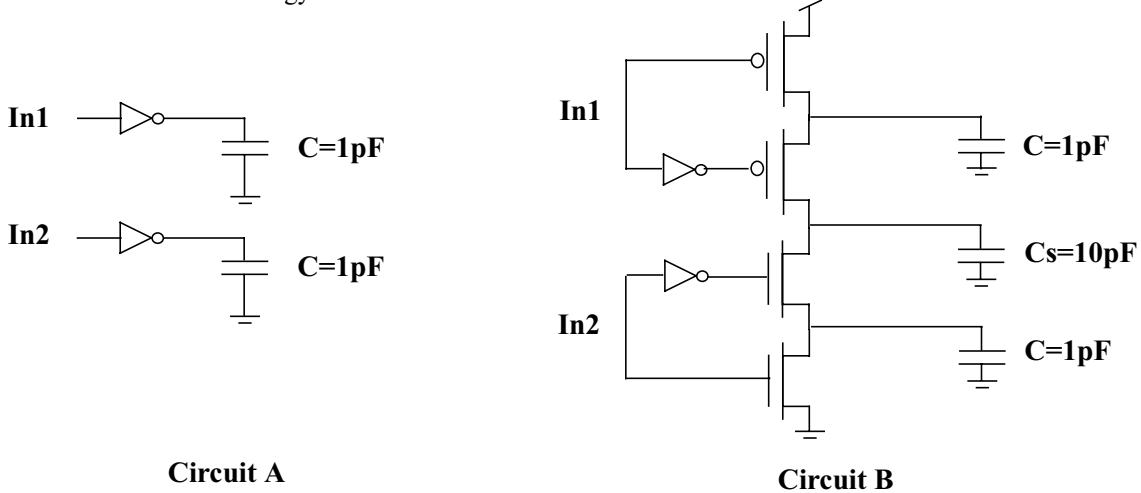 In1
C=1pF
In2
C=1pF
Circuit A
In1
C=1pF
Cs=10pF
In2
C=1pF
Circuit B